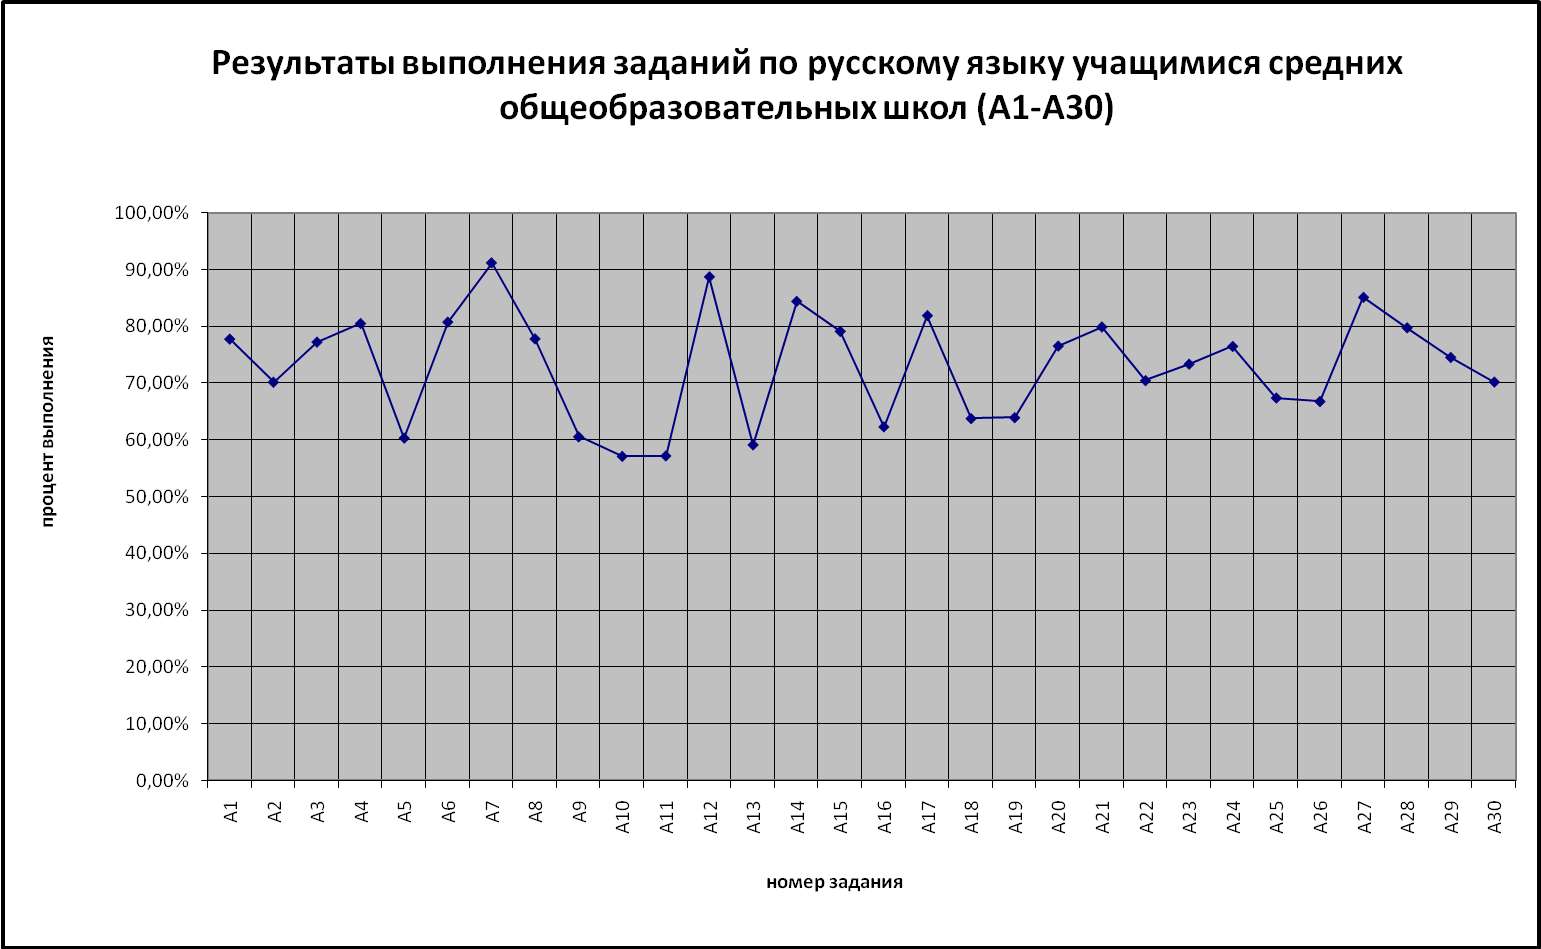 Результаты выполнения заданий по русскому языку учащимися средних
общеобразовательных школ (А1-А30)
процент выполнения
100,00%
90,00%
80,00%
70,00%
60,00%
50,00%
40,00%
30,00%
20,00%
10,00%
0,00%
А1
А2
А3
А4
А5
А6
А7
А8
А9
А10
А11
А12
А13
А14
А15
А16
А17
А18
А19
А20
А21
А22
А23
А24
А25
А26
А27
А28
А29
А30
номер задания